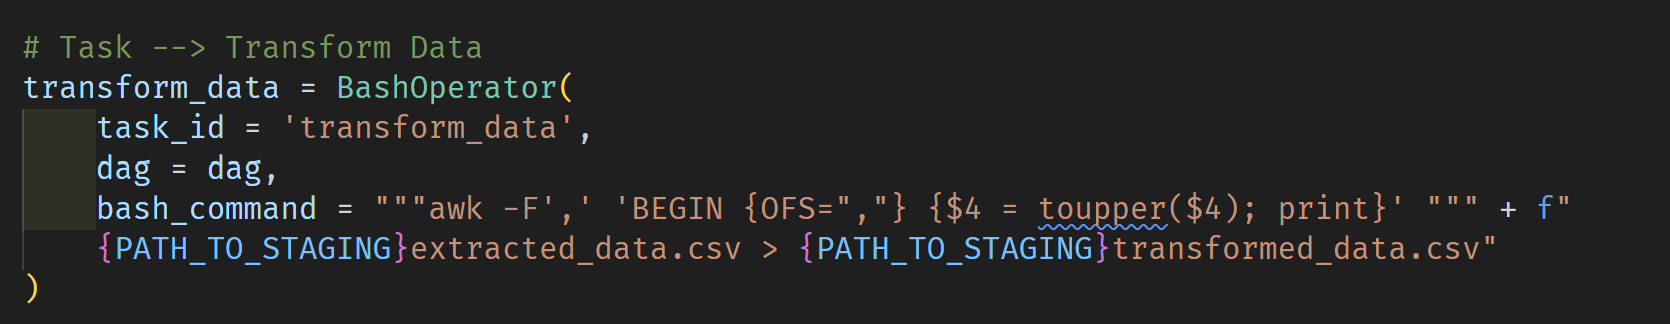 # Task --> Transform Data
transform_data = BashOperator(
    task_id = 'transform_data',
    dag = dag,
    bash_command = """awk -F',' 'BEGIN {OFS=","} {$4 = toupper($4); print}' """ + f"
    {PATH_TO_STAGING}extracted_data.csv > {PATH_TO_STAGING}transformed_data.csv"
)